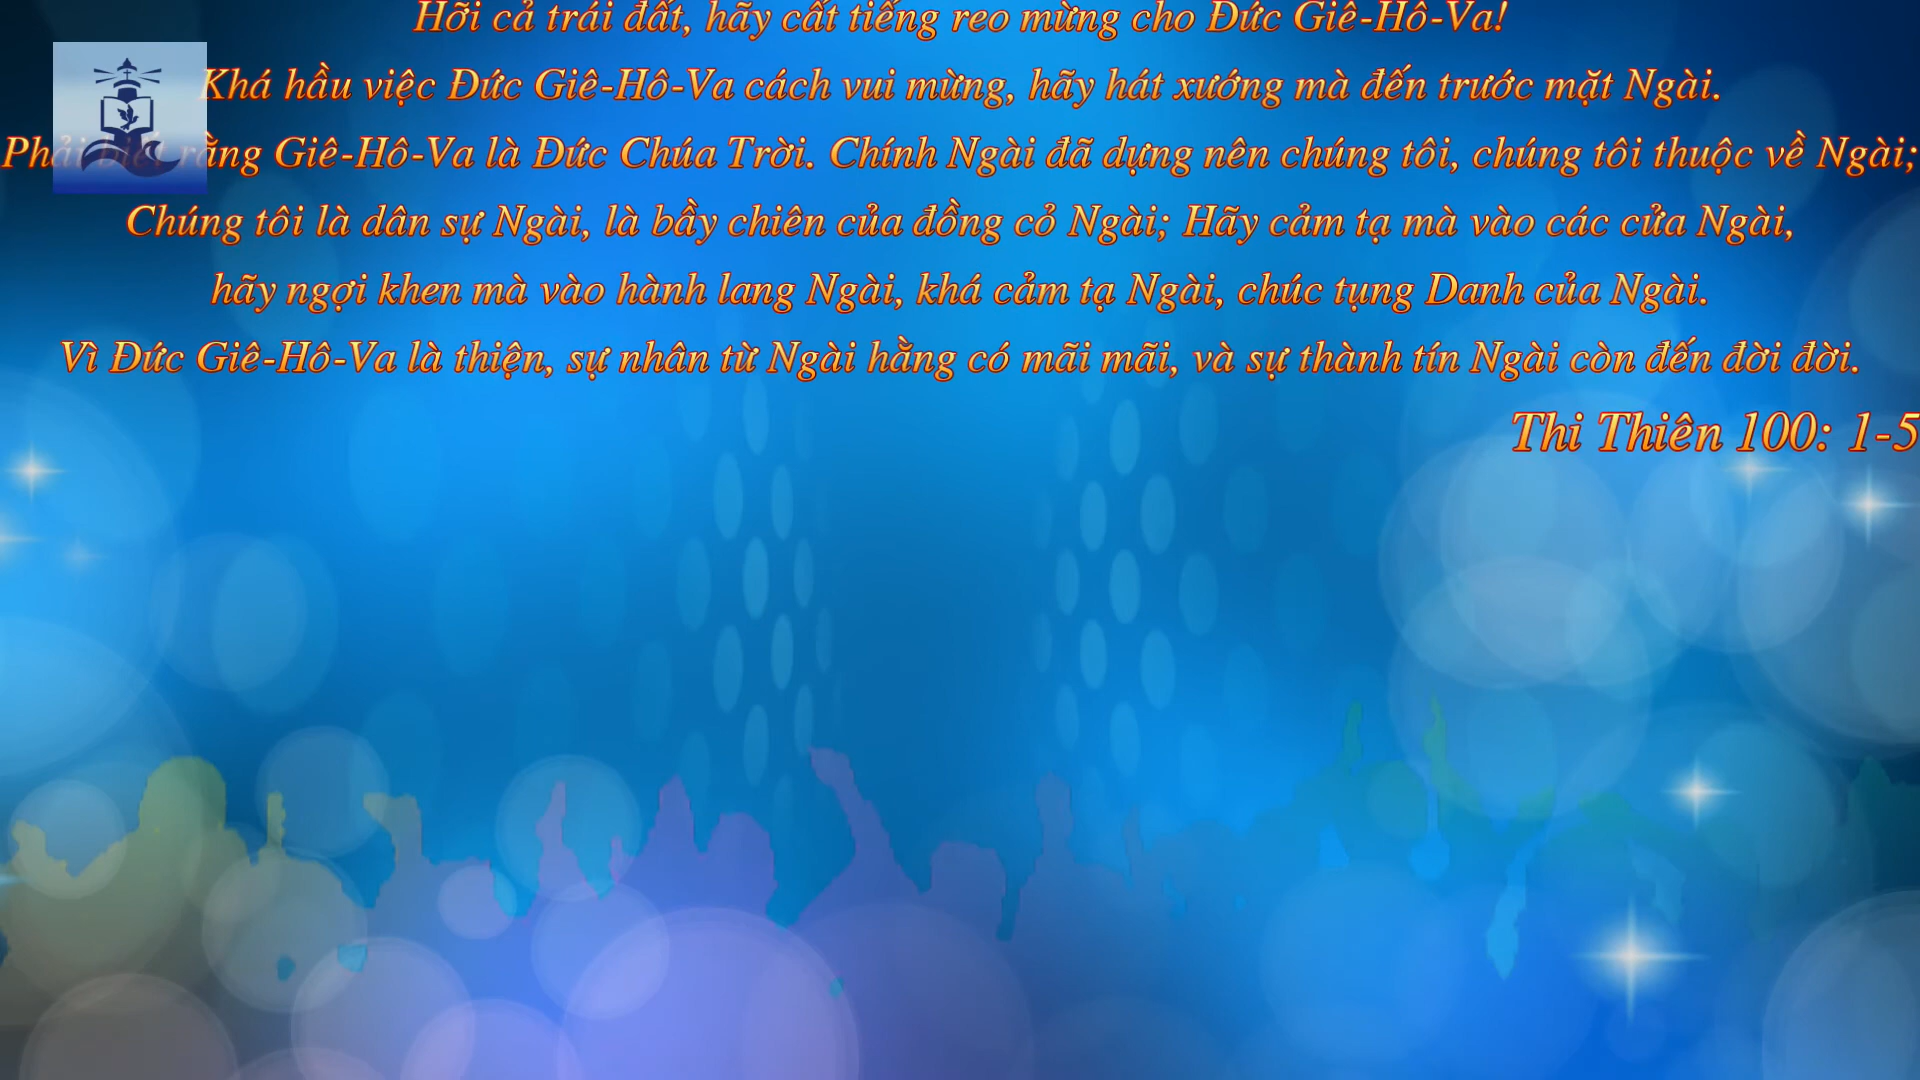 Hỡi cả trái đất, hãy cất tiếng reo mừng cho Đức Giê-Hô-Va!
Khá hầu việc Đức Giê-Hô-Va cách vui mừng, hãy hát xướng mà đến trước mặt Ngài.
Phải biết rằng Giê-Hô-Va là Đức Chúa Trời. Chính Ngài đã dựng nên chúng tôi, chúng tôi thuộc về Ngài;
Chúng tôi là dân sự Ngài, là bầy chiên của đồng cỏ Ngài; Hãy cảm tạ mà vào các cửa Ngài,
hãy ngợi khen mà vào hành lang Ngài, khá cảm tạ Ngài, chúc tụng Danh của Ngài.
Vì Đức Giê-Hô-Va là thiện, sự nhân từ Ngài hằng có mãi mãi, và sự thành tín Ngài còn đến đời đời.
Thi Thiên 100: 1-5